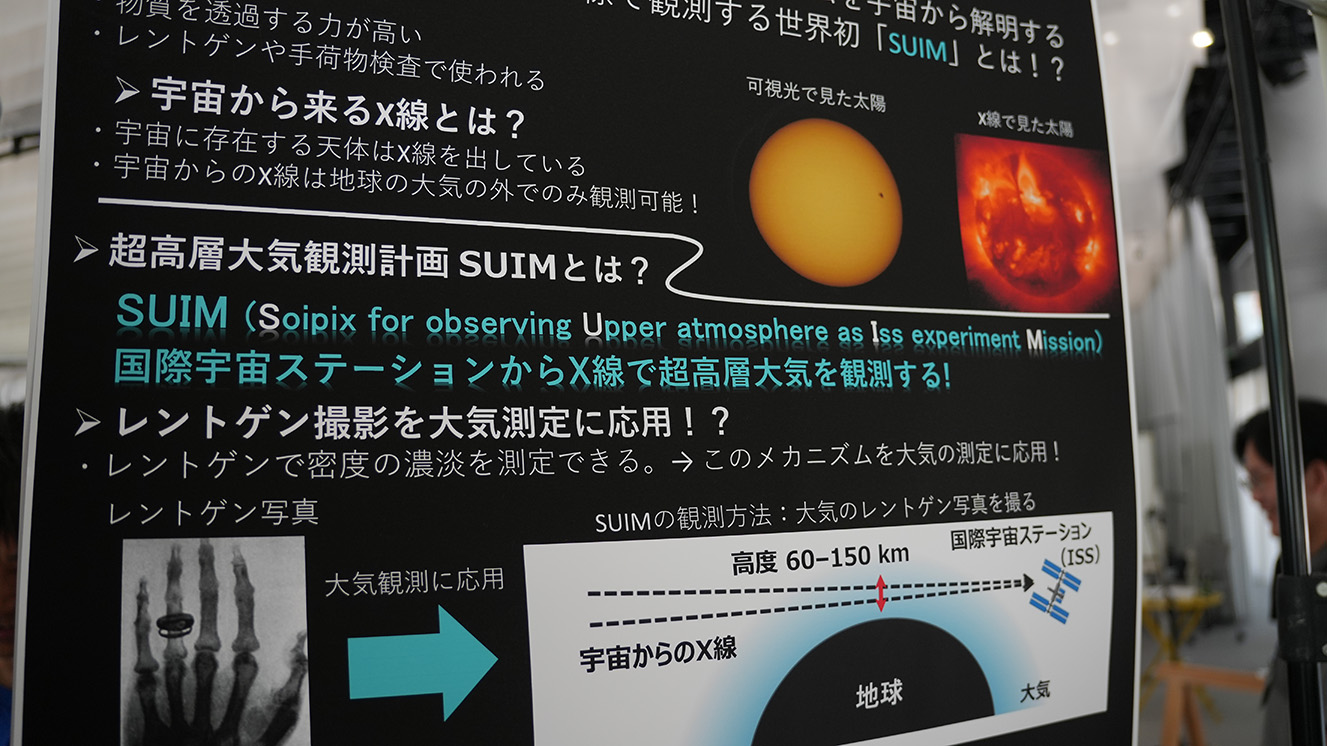 を宇宙から解明する
線で観測する世界初「SUIM」とは！？
・物質を透過する力が高い
・レントゲンや手荷物検査で使われる
➢ 宇宙から来るX線とは？
・宇宙に存在する天体はX線を出している
・宇宙からのX線は地球の大気の外でのみ観測可能！
可視光で見た太陽
X線で見た太陽
➢ 超高層大気観測計画 SUIMとは？
SUIM（Soipix for observing Upper atmosphere as Iss experiment Mission）
国際宇宙ステーションからX線で超高層大気を観測する!
➢ レントゲン撮影を大気測定に応用！？
・レントゲンで密度の濃淡を測定できる。→ このメカニズムを大気の測定に応用！
レントゲン写真
大気観測に応用
SUIMの観測方法：大気のレントゲン写真を撮る
高度 60–150 km
国際宇宙ステーション
（ISS）
宇宙からのX線
地球
大気